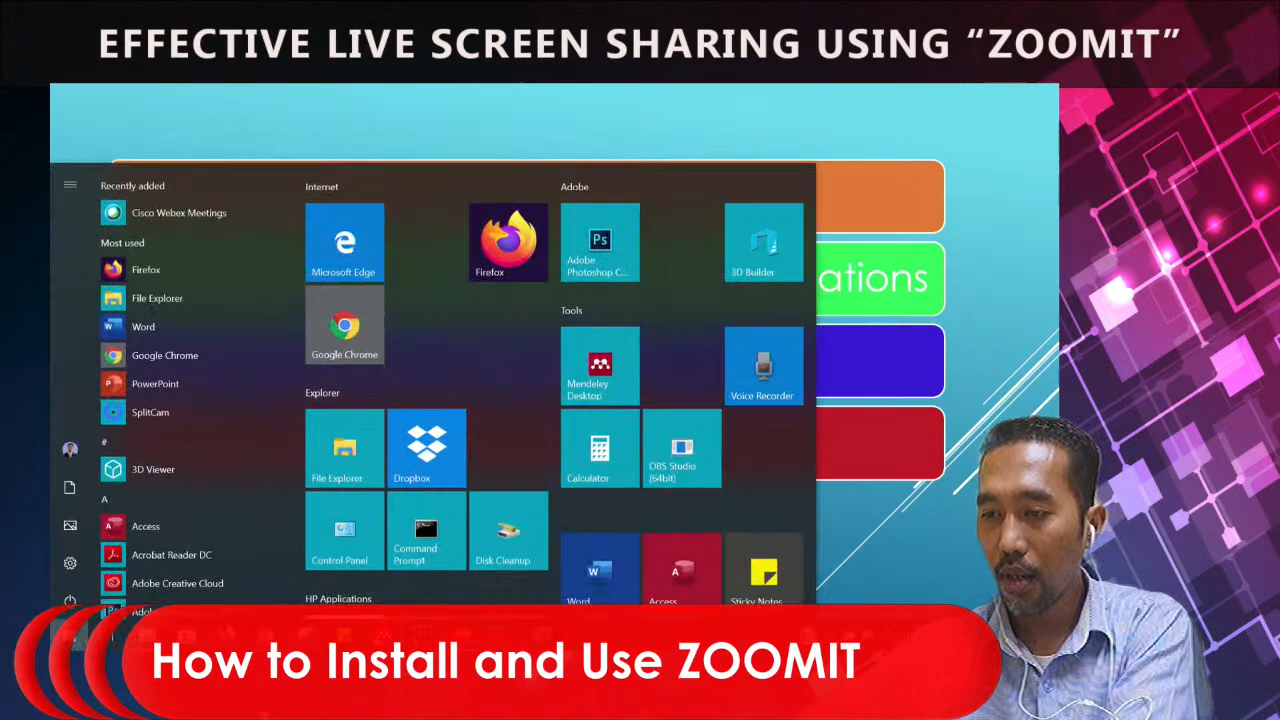 EFFECTIVE LIVE SCREEN SHARING USING “ZOOMIT”
Recently added
Cisco Webex Meetings
Most used
Firefox
File Explorer
Word
Google Chrome
PowerPoint
SplitCam
#
3D Viewer
A
Access
Acrobat Reader DC
Adobe Creative Cloud
Internet
Microsoft Edge
Firefox
Google Chrome
Explorer
File Explorer
Dropbox
Control Panel
Command
Prompt
Disk Cleanup
HP Applications
Adobe
Ps
Adobe
Photoshop C...
3D Builder
Tools
Mendeley
Desktop
Voice Recorder
Calculator
OBS Studio
(64bit)
Word
Access
Sticky Notes
ations
How to Install and Use ZOOMIT